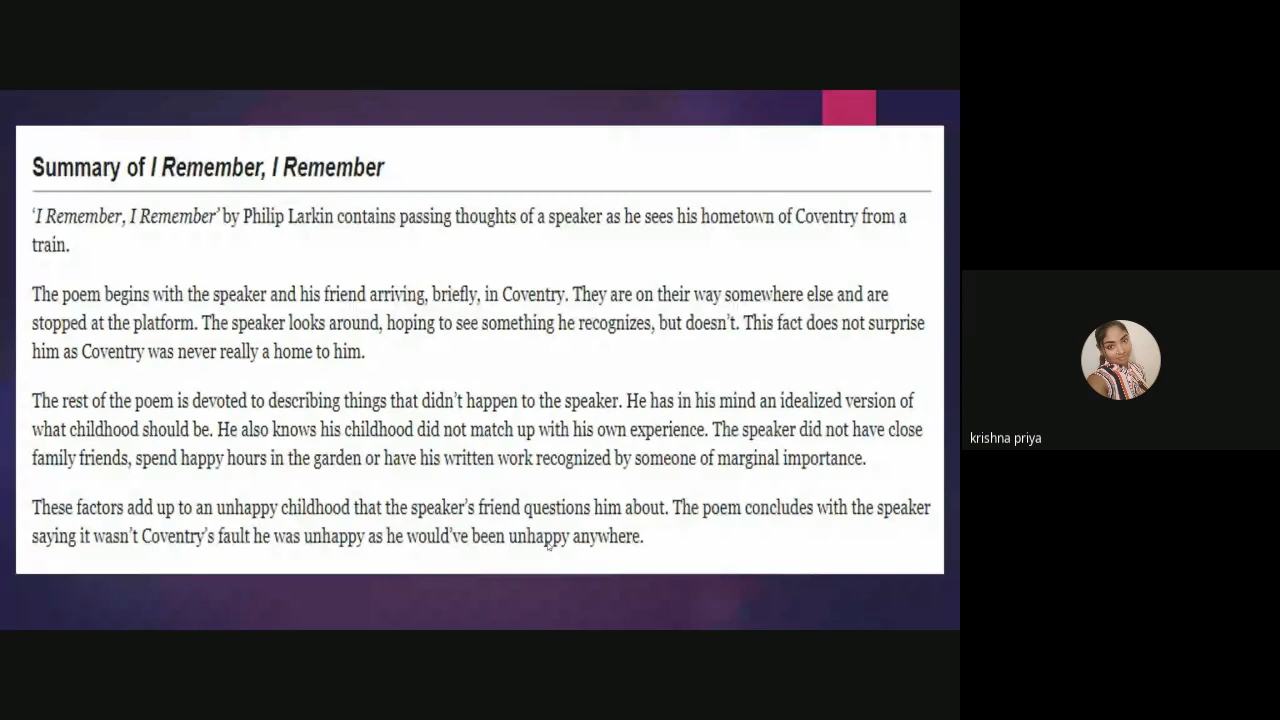 Summary of I Remember, I Remember
‘I Remember, I Remember’ by Philip Larkin contains passing thoughts of a speaker as he sees his hometown of Coventry from a
train.
The poem begins with the speaker and his friend arriving, briefly, in Coventry. They are on their way somewhere else and are
stopped at the platform. The speaker looks around, hoping to see something he recognizes, but doesn’t. This fact does not surprise
him as Coventry was never really a home to him.
The rest of the poem is devoted to describing things that didn’t happen to the speaker. He has in his mind an idealized version of
what childhood should be. He also knows his childhood did not match up with his own experience. The speaker did not have close
family friends, spend happy hours in the garden or have his written work recognized by someone of marginal importance.
These factors add up to an unhappy childhood that the speaker’s friend questions him about. The poem concludes with the speaker
saying it wasn’t Coventry’s fault he was unhappy as he would’ve been unhappy anywhere.
krishna priya